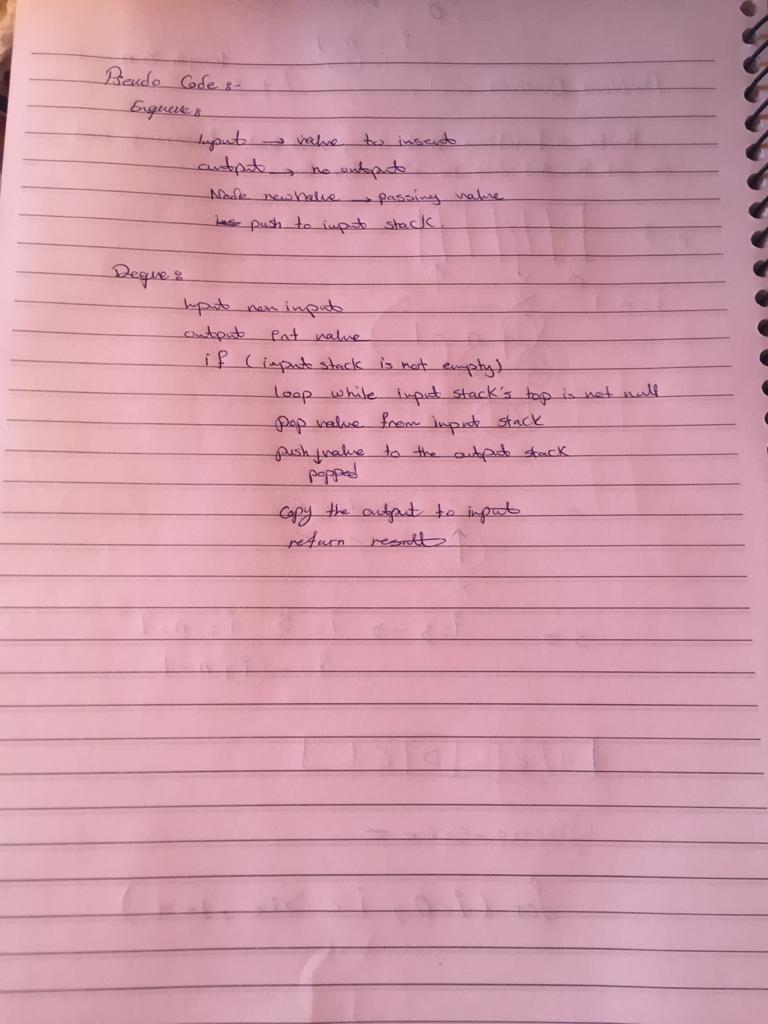 Pseudo Code :-
Enqueue :
Input → value to insert
output → no output
Node newValue → passing value
push to input stack.
Deque :
Input non input
output value
if (input stack is not empty)
loop while input stack's top is not null
pop value from input stack
push value to the output stack
popped
copy the output to input
return result